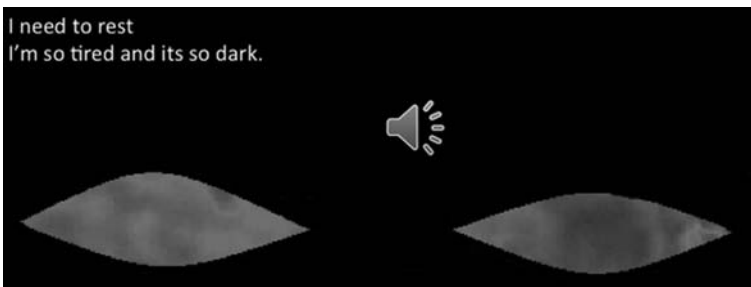 I need to rest
I'm so tired and its so dark.